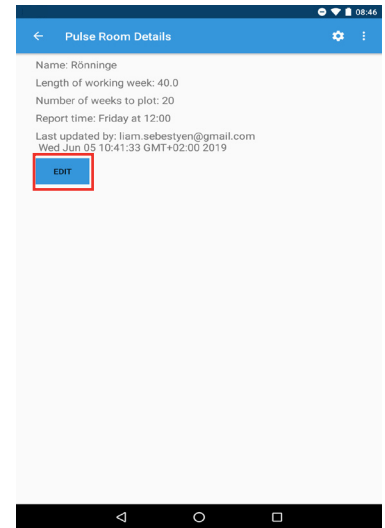 08:46
Pulse Room Details
Name: Rönninge
Length of working week: 40.0
Number of weeks to plot: 20
Report time: Friday at 12:00
Last updated by: liam.sebestyen@gmail.com
Wed Jun 05 10:41:33 GMT+02:00 2019
EDIT